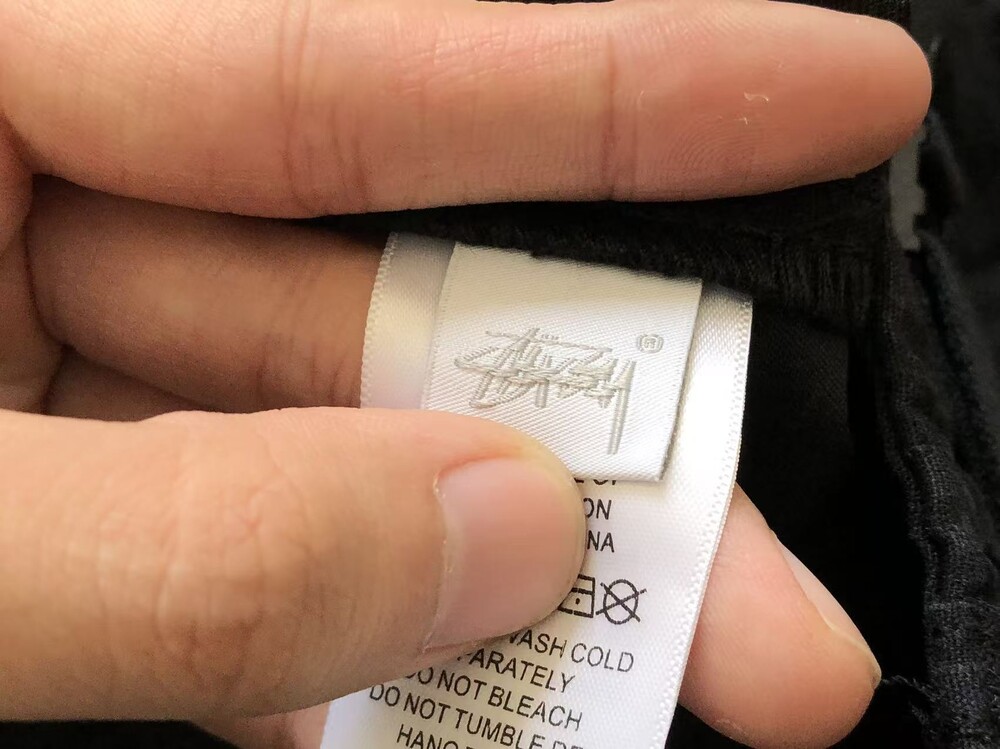 Stüssy ®
ON
NA
WASH COLD
PARATELY
DO NOT BLEACH
DO NOT TUMBLE